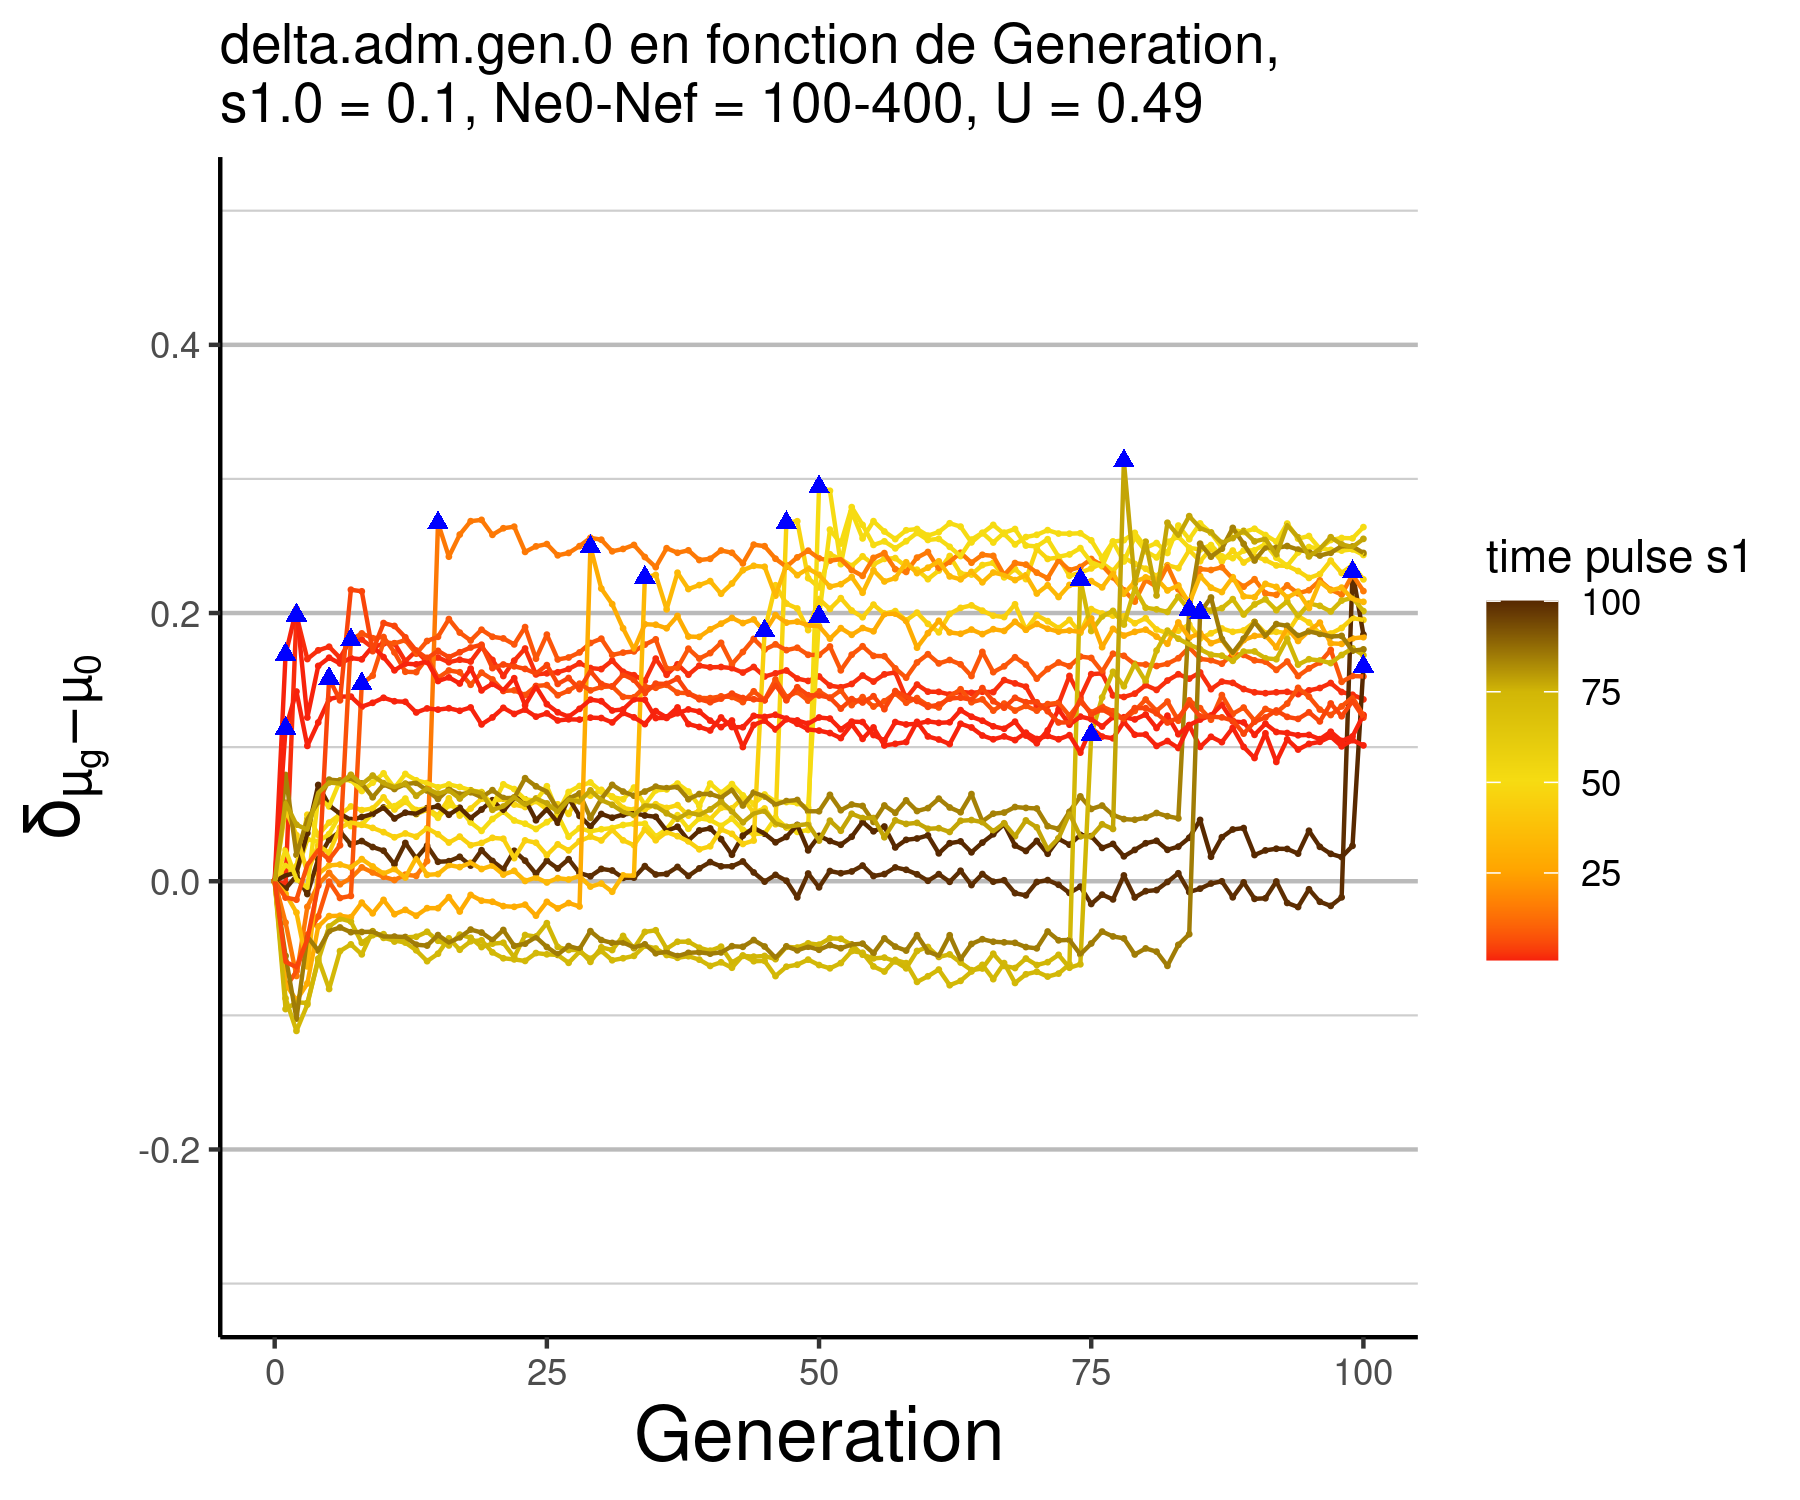 delta.adm.gen.0 en fonction de Generation,
s1.0 = 0.1, Ne0-Nef = 100-400, U = 0.49
δμg−μ0
0.4
0.2
0.0
-0.2
0
25
50
75
100
Generation
time pulse s1
100
75
50
25